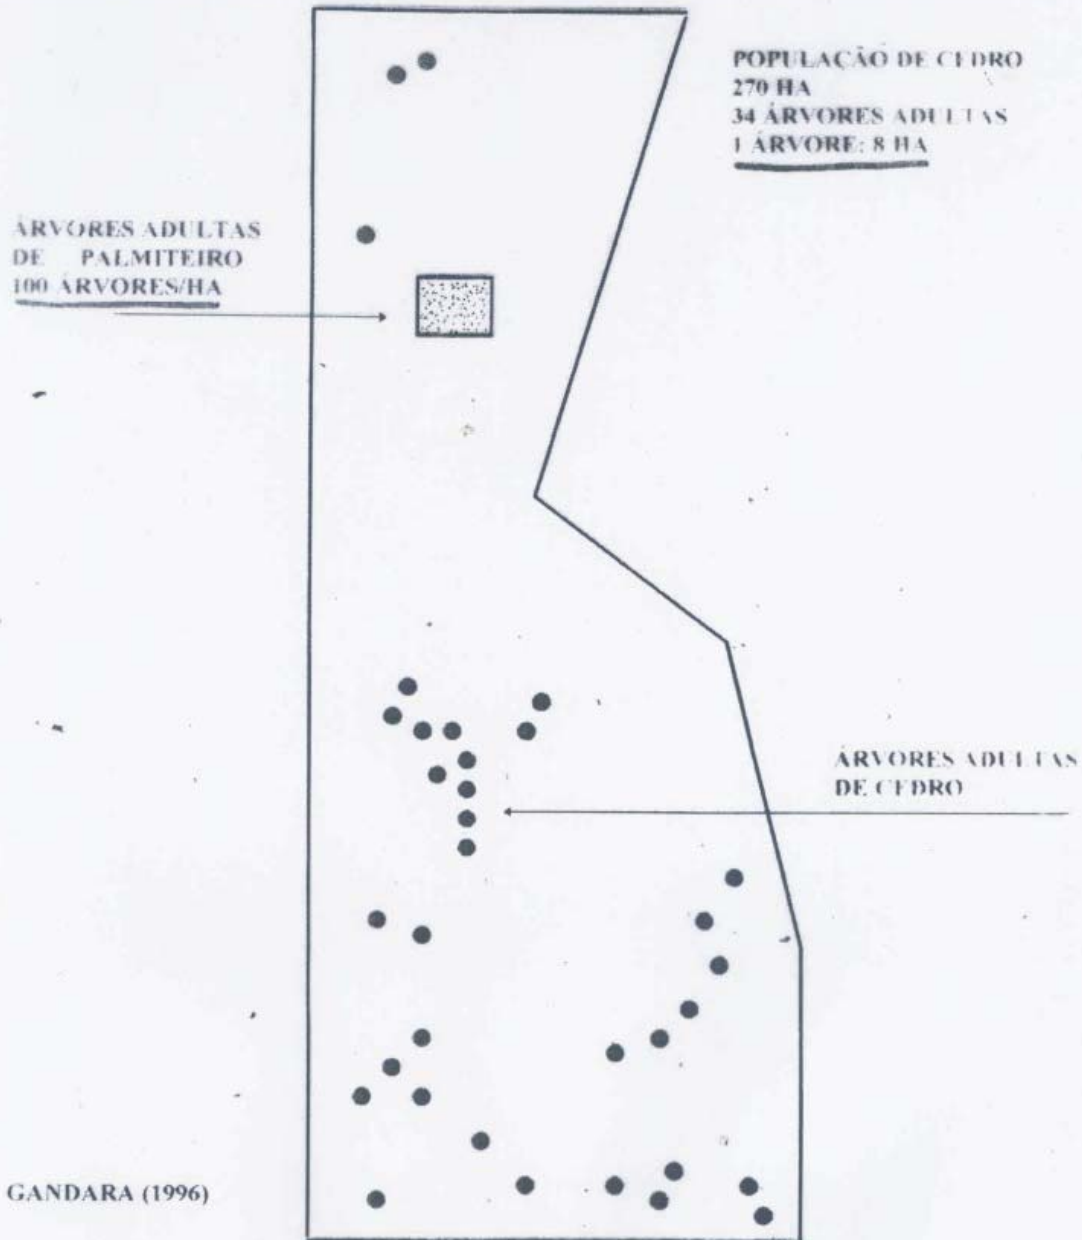 POPULAÇÃO DE CEDRO
270 HA
34 ÁRVORES ADULTAS
1 ÁRVORE: 8 HA
ÁRVORES ADULTAS
DE PALMITEIRO
100 ÁRVORES/HA
ÁRVORES ADULTAS
DE CEDRO
GANDARA (1996)